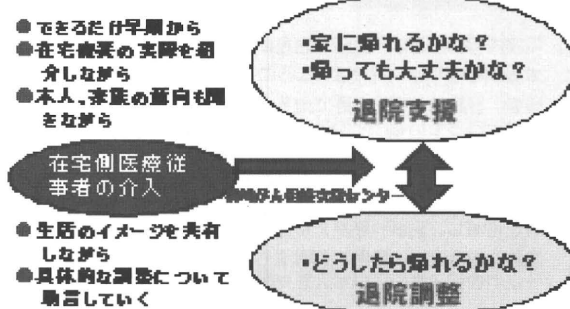 ●できるだけ早期から
●在宅療養の実際を紹
介しながら
●本人、家族の意向も聞
きながら
在宅側医療従
事者の介入
●生活のイメージを共有
しながら
●具体的な調整について
助言していく
・家に帰れるかな？
・帰っても大丈夫かな？
退院支援
・どうしたら帰れるかな？
退院調整